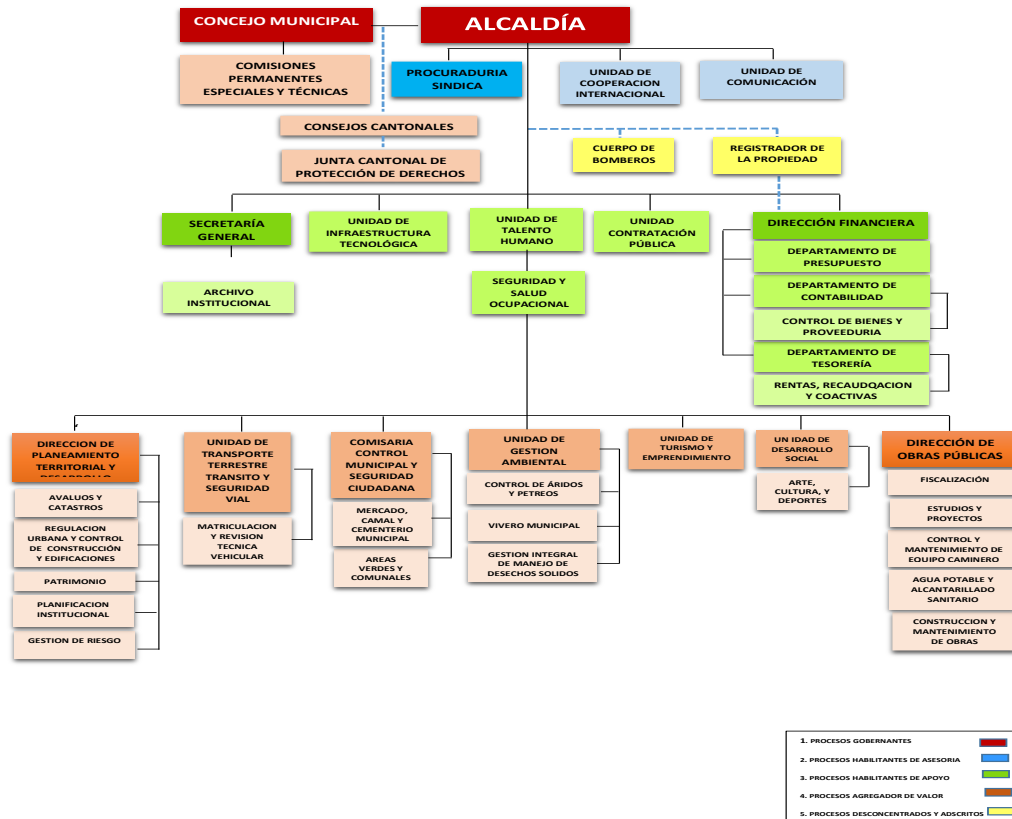 CONCEJO MUNICIPAL
ALCALDÍA
COMISIONES
PERMANENTES
ESPECIALES Y TÉCNICAS
PROCURADURIA
SINDICA
UNIDAD DE
COOPERACION
INTERNACIONAL
UNIDAD DE
COMUNICACIÓN
CONSEJOS CANTONALES
JUNTA CANTONAL DE
PROTECCIÓN DE DERECHOS
CUERPO DE
BOMBEROS
REGISTRADOR DE
LA PROPIEDAD
SECRETARÍA
GENERAL
UNIDAD DE
INFRAESTRUCTURA
TECNOLÓGICA
UNIDAD DE
TALENTO
HUMANO
UNIDAD
CONTRATACIÓN
PÚBLICA
DIRECCIÓN FINANCIERA
ARCHIVO
INSTITUCIONAL
SEGURIDAD Y
SALUD
OCUPACIONAL
DEPARTAMENTO DE
PRESUPUESTO
DEPARTAMENTO DE
CONTABILIDAD
CONTROL DE BIENES Y
PROVEEDURIA
DEPARTAMENTO DE
TESORERÍA
RENTAS, RECAUDQACION
Y COACTIVAS
DIRECCION DE
PLANEAMIENTO
TERRITORIAL Y
DESARROLLO
AVALUOS Y
CATASTROS
REGULACION
URBANA Y CONTROL
DE CONSTRUCCIÓN
Y EDIFICACIONES
PATRIMONIO
PLANIFICACION
INSTITUCIONAL
GESTION DE RIESGO
UNIDAD DE
TRANSPORTE
TERRESTRE
TRANSITO Y
SEGURIDAD
VIAL
MATRICULACION
Y REVISION
TECNICA
VEHICULAR
COMISARIA
CONTROL
MUNICIPAL Y
SEGURIDAD
CIUDADANA
MERCADO,
CAMAL Y
CEMENTERIO
MUNICIPAL
AREAS
VERDES Y
COMUNALES
UNIDAD DE
GESTION
AMBIENTAL
CONTROL DE ÁRIDOS
Y PETREOS
VIVERO MUNICIPAL
GESTION INTEGRAL
DE MANEJO DE
DESECHOS SOLIDOS
UNIDAD DE
TURISMO Y
EMPRENDIMIENTO
UN IDAD DE
DESARROLLO
SOCIAL
ARTE,
CULTURA, Y
DEPORTES
DIRECCIÓN DE
OBRAS PÚBLICAS
FISCALIZACIÓN
ESTUDIOS Y
PROYECTOS
CONTROL Y
MANTENIMIENTO DE
EQUIPO CAMINERO
AGUA POTABLE Y
ALCANTARILLADO
SANITARIO
CONSTRUCCION Y
MANTENIMIENTO
DE OBRAS
1. PROCESOS GOBERNANTES
2. PROCESOS HABILITANTES DE ASESORIA
3. PROCESOS HABILITANTES DE APOYO
4. PROCESOS AGREGADOR DE VALOR
5. PROCESOS DESCONCENTRADOS Y ADSCRITOS